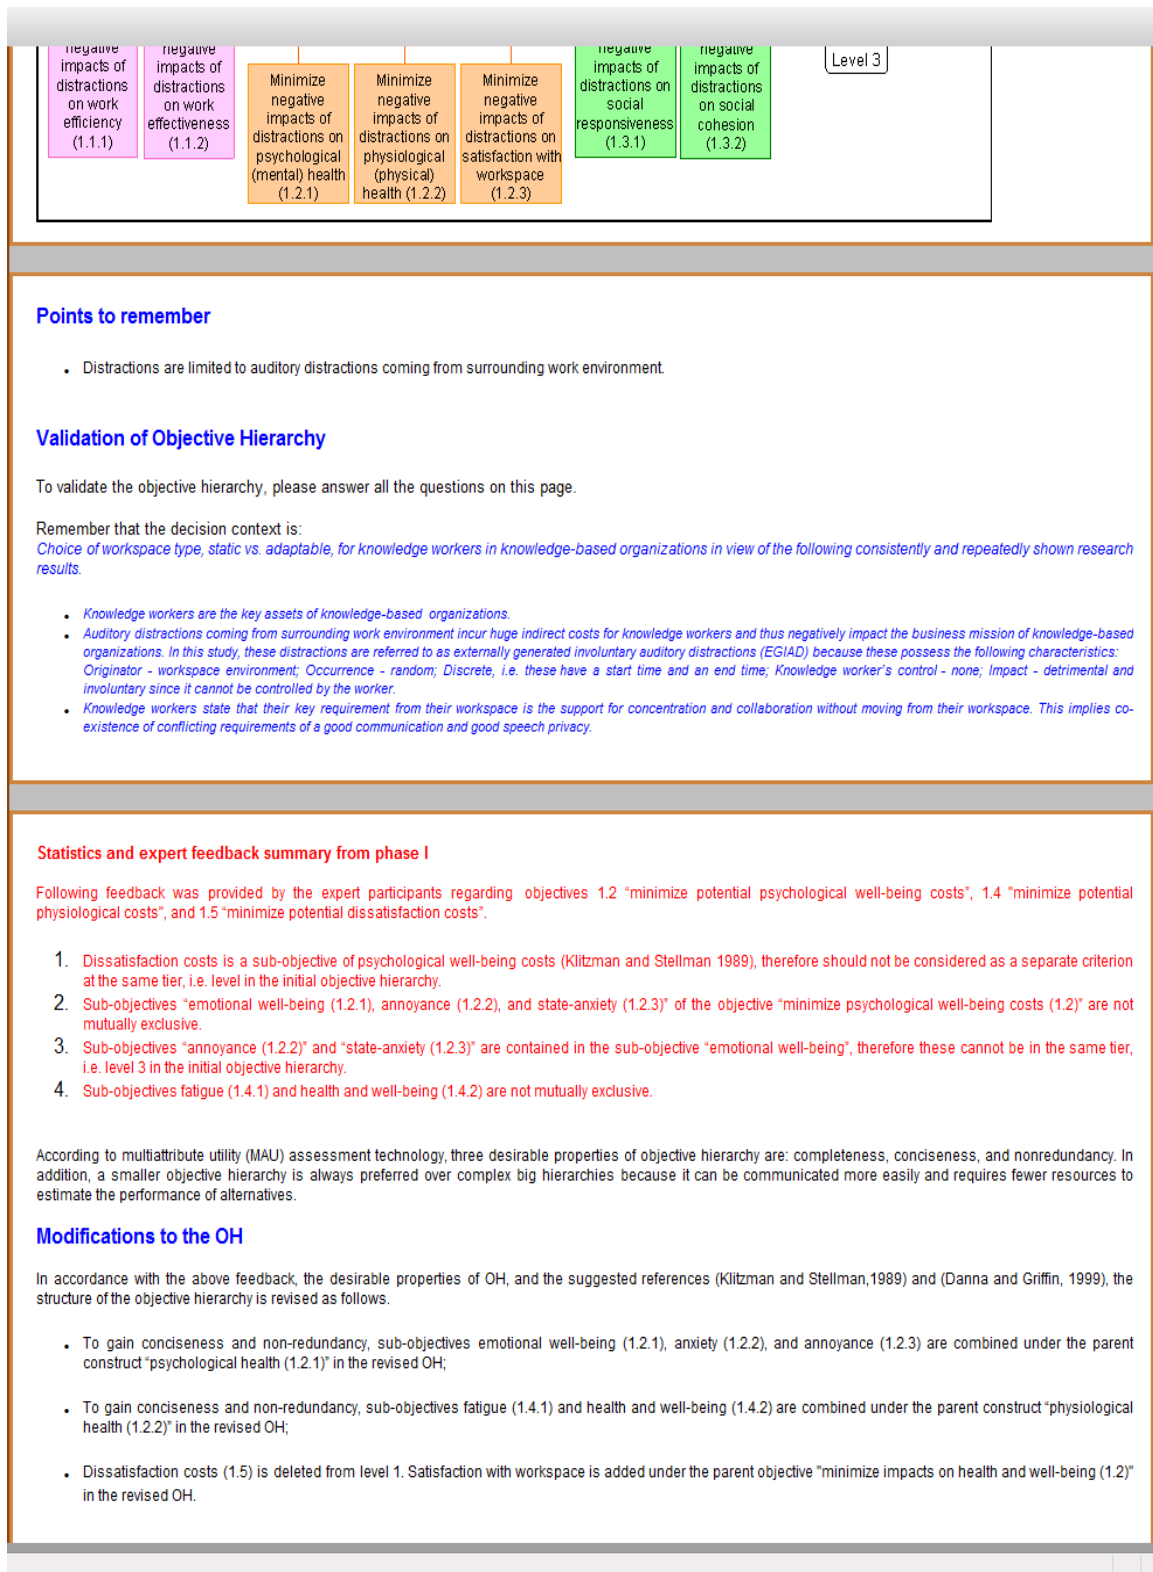 negative
impacts of
distractions
on work
efficiency
(1.1.1)
negative
impacts of
distractions
on work
effectiveness
(1.1.2)
Minimize
negative
impacts of
distractions on
psychological
(mental) health
(1.2.1)
Minimize
negative
impacts of
distractions on
physiological
(physical)
health (1.2.2)
Minimize
negative
impacts of
distractions on
satisfaction with
workspace
(1.2.3)
negative
impacts of
distractions on
social
responsiveness
(1.3.1)
negative
impacts of
distractions
on social
cohesion
(1.3.2)
Level 3
Points to remember
• Distractions are limited to auditory distractions coming from surrounding work environment.
Validation of Objective Hierarchy
To validate the objective hierarchy, please answer all the questions on this page.
Remember that the decision context is:
Choice of workspace type, static vs. adaptable, for knowledge workers in knowledge-based organizations in view of the following consistently and repeatedly shown research
results.
• Knowledge workers are the key assets of knowledge-based organizations.
• Auditory distractions coming from surrounding work environment incur huge indirect costs for knowledge workers and thus negatively impact the business mission of knowledge-based
organizations. In this study, these distractions are referred to as externally generated involuntary auditory distractions (EGIAD) because these possess the following characteristics:
Originator - workspace environment; Occurrence - random; Discrete, i.e. these have a start time and an end time; Knowledge worker's control - none; Impact - detrimental and
involuntary since it cannot be controlled by the worker.
• Knowledge workers state that their key requirement from their workspace is the support for concentration and collaboration without moving from their workspace. This implies co-
existence of conflicting requirements of a good communication and good speech privacy.
Statistics and expert feedback summary from phase I
Following feedback was provided by the expert participants regarding objectives 1.2 “minimize potential psychological well-being costs”, 1.4 "minimize potential
physiological costs”, and 1.5 “minimize potential dissatisfaction costs”.
1. Dissatisfaction costs is a sub-objective of psychological well-being costs (Klitzman and Stellman 1989), therefore should not be considered as a separate criterion
at the same tier, i.e. level in the initial objective hierarchy.
2. Sub-objectives “emotional well-being (1.2.1), annoyance (1.2.2), and state-anxiety (1.2.3)” of the objective “minimize psychological well-being costs (1.2)” are not
mutually exclusive.
3. Sub-objectives “annoyance (1.2.2)” and “state-anxiety (1.2.3)” are contained in the sub-objective “emotional well-being”, therefore these cannot be in the same tier,
i.e. level 3 in the initial objective hierarchy.
4. Sub-objectives fatigue (1.4.1) and health and well-being (1.4.2) are not mutually exclusive.
According to multiattribute utility (MAU) assessment technology, three desirable properties of objective hierarchy are: completeness, conciseness, and nonredundancy. In
addition, a smaller objective hierarchy is always preferred over complex big hierarchies because it can be communicated more easily and requires fewer resources to
estimate the performance of alternatives.
Modifications to the OH
In accordance with the above feedback, the desirable properties of OH, and the suggested references (Klitzman and Stellman,1989) and (Danna and Griffin, 1999), the
structure of the objective hierarchy is revised as follows.
• To gain conciseness and non-redundancy, sub-objectives emotional well-being (1.2.1), anxiety (1.2.2), and annoyance (1.2.3) are combined under the parent
construct “psychological health (1.2.1)” in the revised OH;
• To gain conciseness and non-redundancy, sub-objectives fatigue (1.4.1) and health and well-being (1.4.2) are combined under the parent construct “physiological
health (1.2.2)” in the revised OH;
• Dissatisfaction costs (1.5) is deleted from level 1. Satisfaction with workspace is added under the parent objective "minimize impacts on health and well-being (1.2)"
in the revised OH.